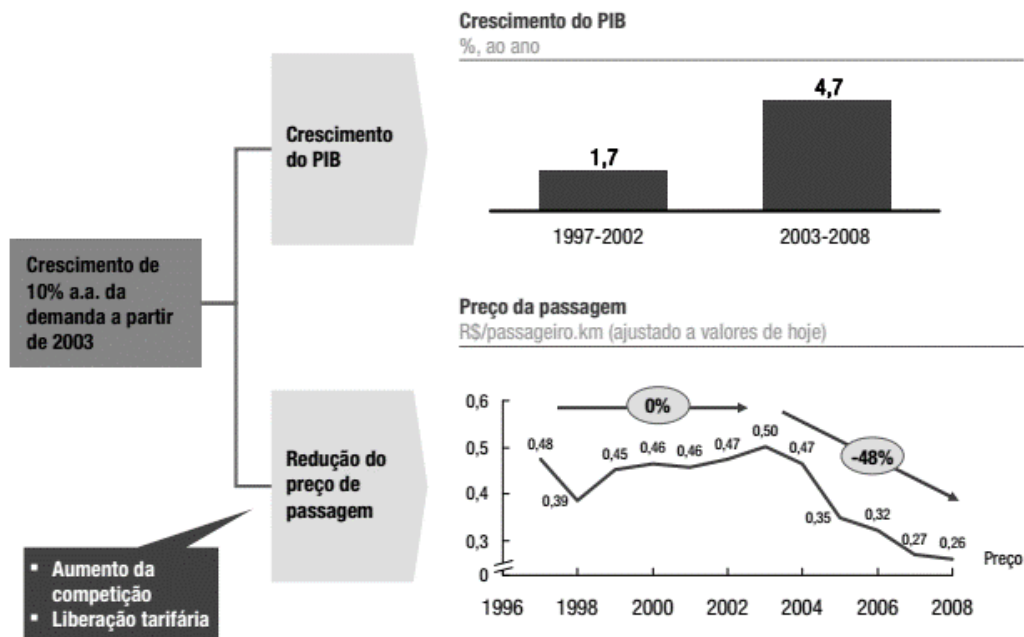 Crescimento de
10% a.a. da
demanda a partir
de 2003
Crescimento
do PIB
Crescimento do PIB
%, ao ano
1,7
4,7
1997-2002
2003-2008
Redução do
preço de
passagem
▪ Aumento da
competição
▪ Liberação tarifária
Preço da passagem
R$/passageiro.km (ajustado a valores de hoje)
0,6
0,5
0,4
0,3
0
0%
-48%
0,48
0,39
0,45
0,46
0,46
0,47
0,50
0,47
0,35
0,32
0,27
0,26
Preço
1996
1998
2000
2002
2004
2006
2008